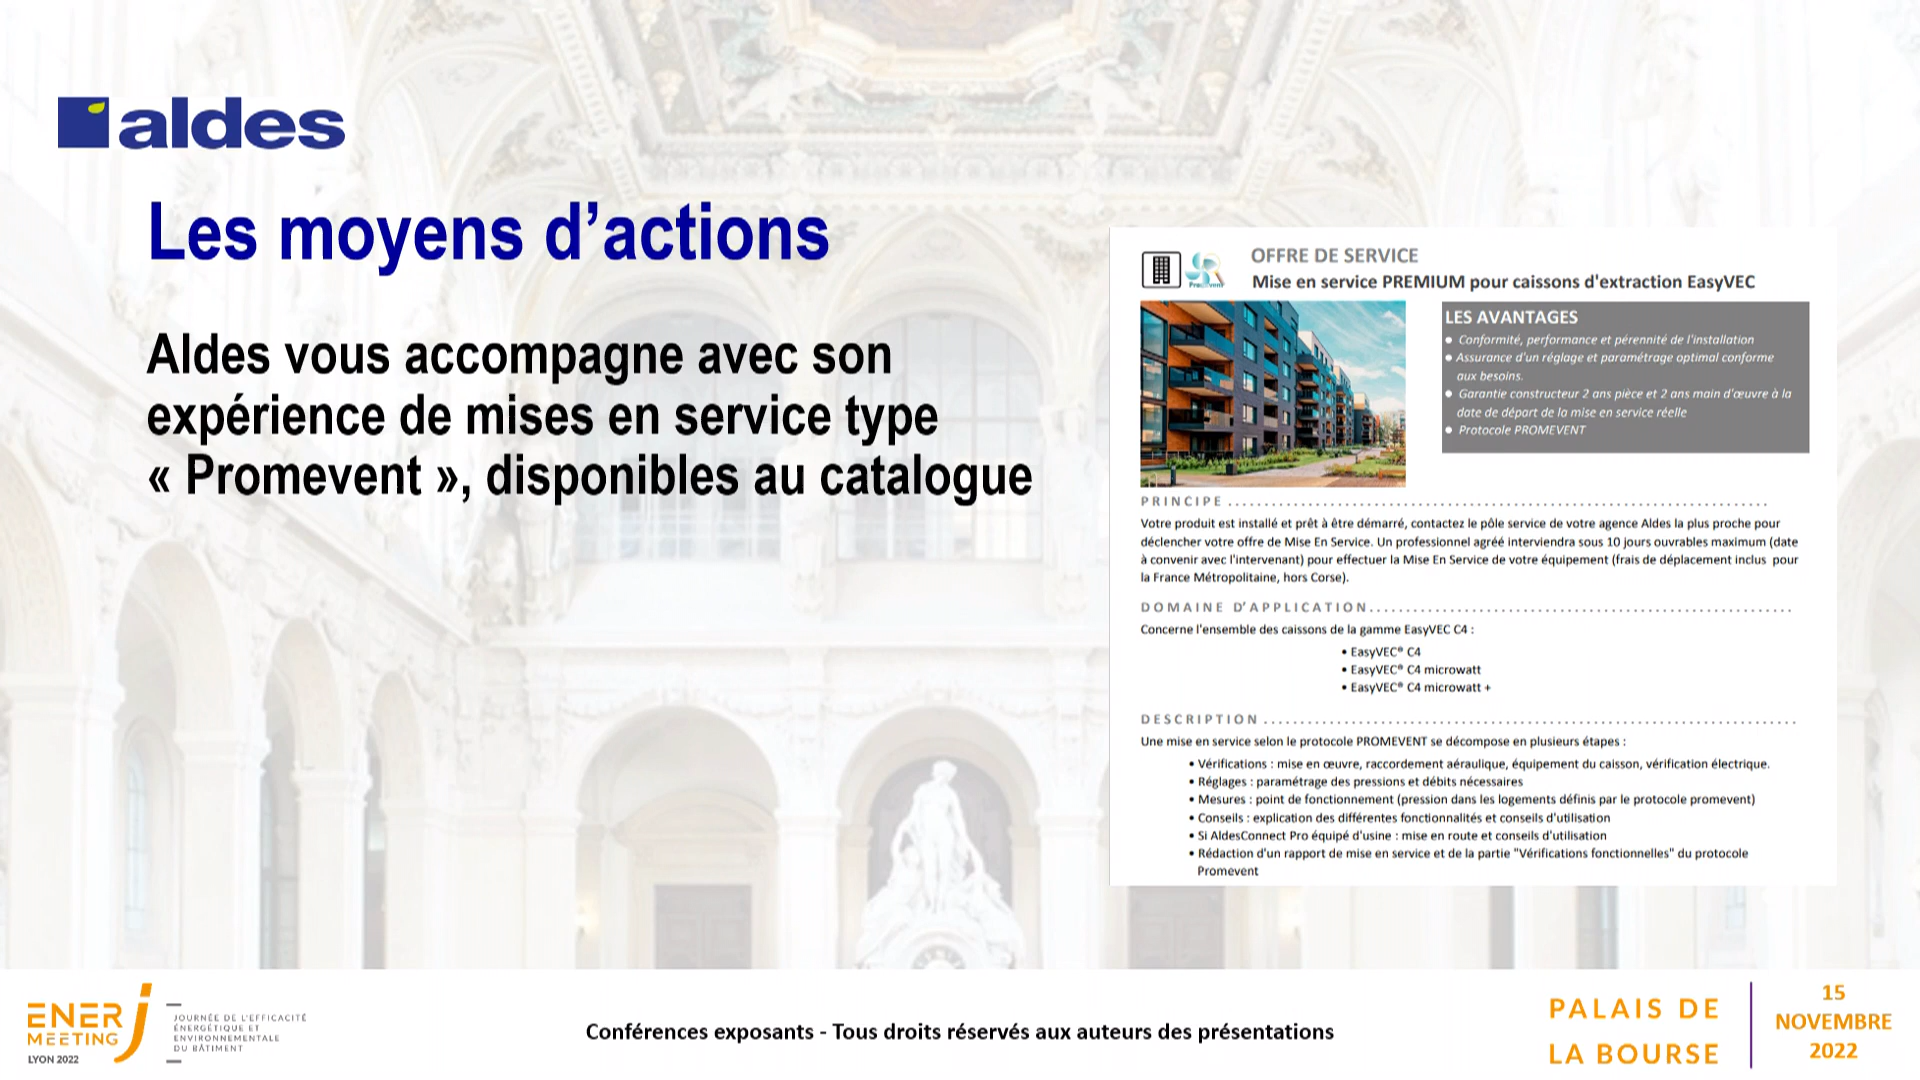 aldes
Les moyens d’actions
Aldes vous accompagne avec son
expérience de mises en service type
« Promevent », disponibles au catalogue
Promevent
OFFRE DE SERVICE
Mise en service PREMIUM pour caissons d'extraction EasyVEC
LES AVANTAGES
● Conformité, performance et pérennité de l'installation
● Assurance d'un réglage et paramétrage optimal conforme
aux besoins.
● Garantie constructeur 2 ans pièce et 2 ans main d'œuvre à la
date de départ de la mise en service réelle
● Protocole PROMEVENT
PRINCIPE
Votre produit est installé et prêt à être démarré, contactez le pôle service de votre agence Aldes la plus proche pour
déclencher votre offre de Mise En Service. Un professionnel agréé interviendra sous 10 jours ouvrables maximum (date
à convenir avec l'intervenant) pour effectuer la Mise En Service de votre équipement (frais de déplacement inclus pour
la France Métropolitaine, hors Corse).
DOMAINE D'APPLICATION
Concerne l'ensemble des caissons de la gamme EasyVEC C4 :
• EasyVEC® C4
• EasyVEC® C4 microwatt
• EasyVEC® C4 microwatt +
DESCRIPTION
Une mise en service selon le protocole PROMEVENT se décompose en plusieurs étapes :
• Vérifications : mise en œuvre, raccordement aéraulique, équipement du caisson, vérification électrique.
• Réglages : paramétrage des pressions et débits nécessaires
• Mesures : point de fonctionnement (pression dans les logements définis par le protocole promevent)
• Conseils : explication des différentes fonctionnalités et conseils d'utilisation
• Si AldesConnect Pro équipé d'usine : mise en route et conseils d'utilisation
• Rédaction d'un rapport de mise en service et de la partie "Vérifications fonctionnelles" du protocole
Promevent
ENERJ
MEETING
LYON 2022
JOURNÉE DE L'EFFICACITÉ
ÉNERGÉTIQUE ET
ENVIRONNEMENTALE
DU BÂTIMENT
Conférences exposants - Tous droits réservés aux auteurs des présentations
PALAIS DE
LA BOURSE
15
NOVEMBRE
2022